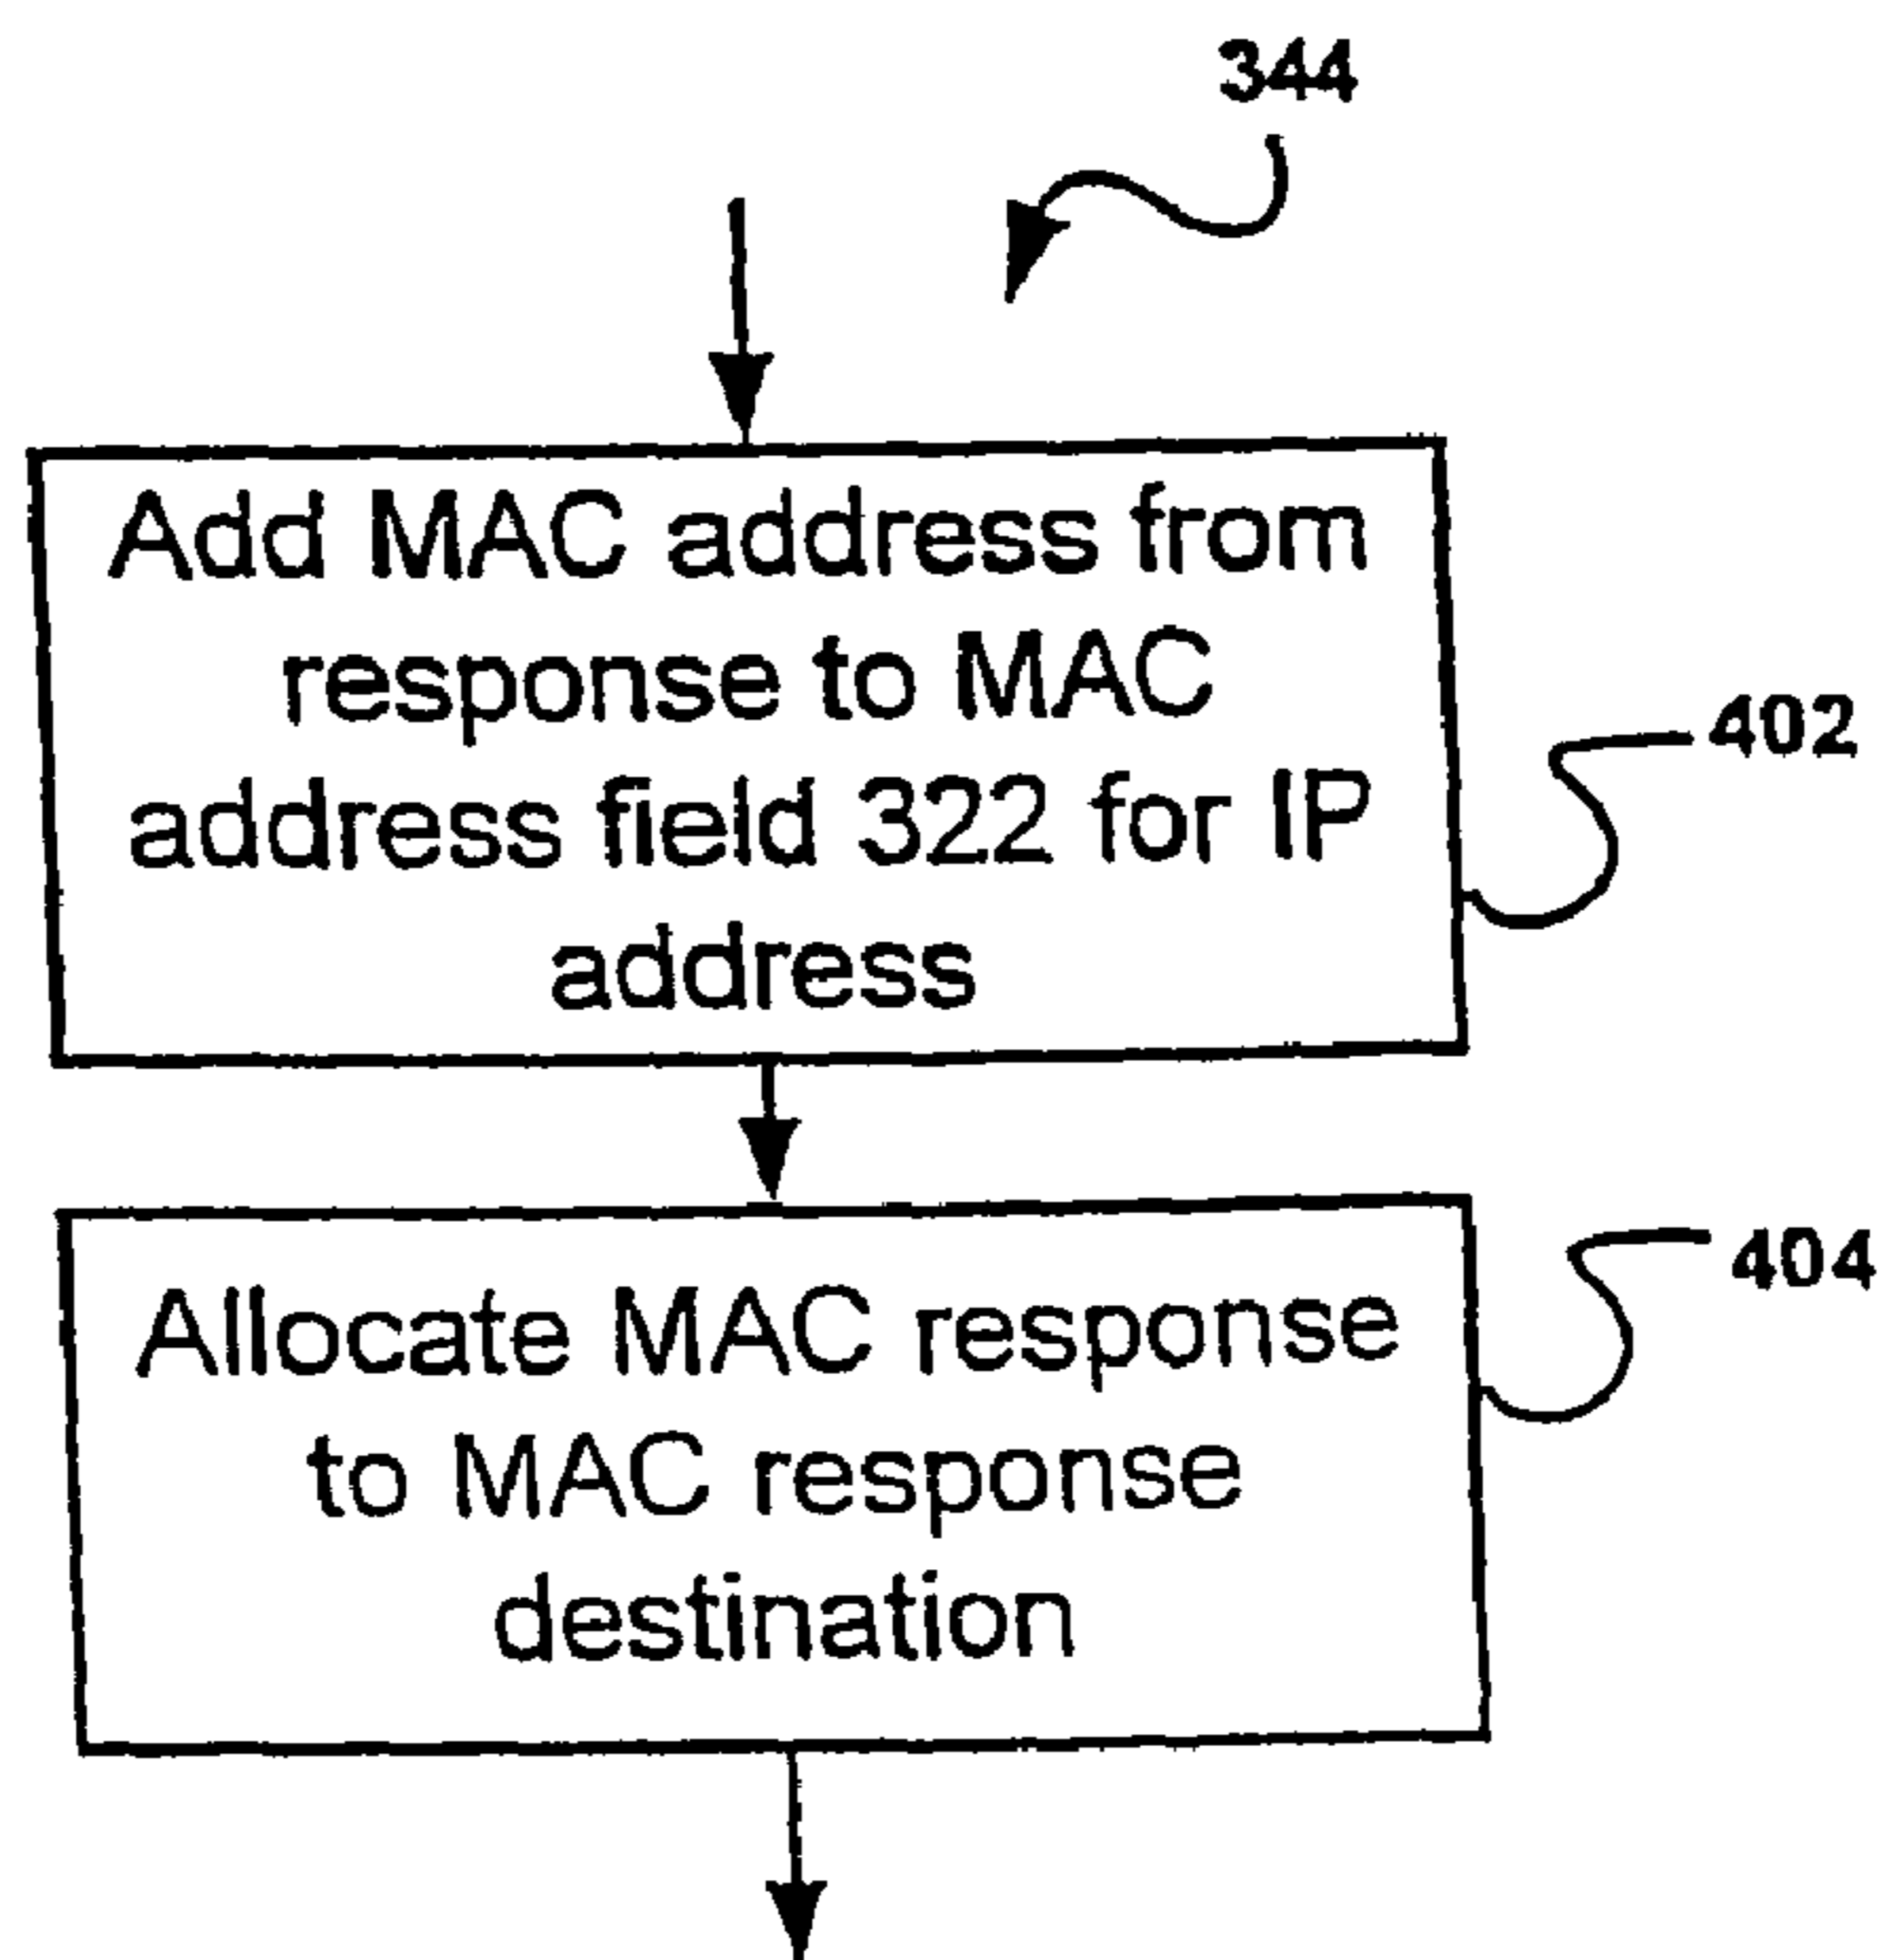 344
Add MAC address from
response to MAC
address field 322 for IP
address
402
Allocate MAC response
to MAC response
destination
404